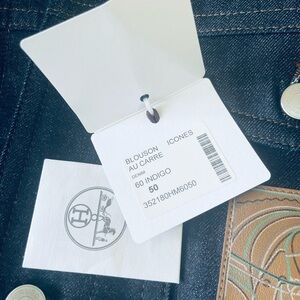 BLOUSON ICONES
AU CARRE
DENIM
60 INDIGO
50
352180HM6050
H